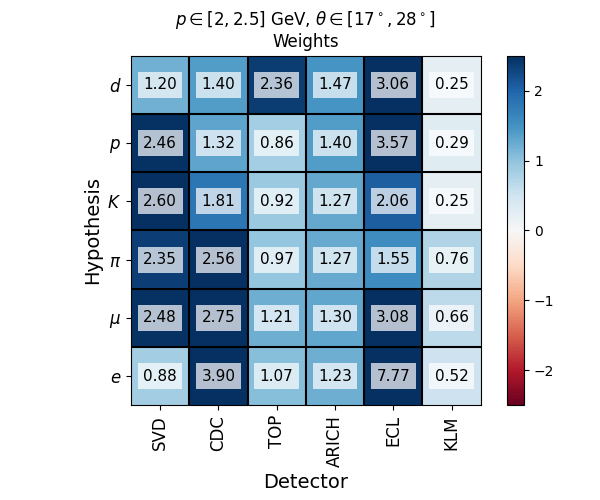 p ∈ [2, 2.5] GeV, θ ∈ [17°, 28°]
Weights
d 1.20 1.40 2.36 1.47 3.06 0.25
p 2.46 1.32 0.86 1.40 3.57 0.29
K 2.60 1.81 0.92 1.27 2.06 0.25
π 2.35 2.56 0.97 1.27 1.55 0.76
μ 2.48 2.75 1.21 1.30 3.08 0.66
e 0.88 3.90 1.07 1.23 7.77 0.52
Hypothesis
SVD CDC TOP ARICH ECL KLM
Detector
2
1
0
−1
−2